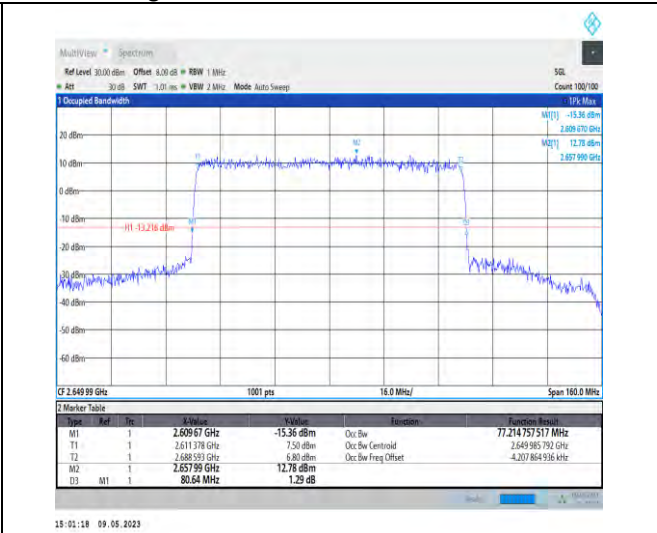 MultiView Spectrum
Ref Level 30.00 dBm Offset 8.09 dB RBW 1 MHz SGL
Att 30 dB SWT 1.01 ms VBW 2 MHz Mode Auto Sweep Count 100/100
1 Occupied Bandwidth 1Pk Max
M1[1] -15.36 dBm
2.609 670 GHz
M2[1] 12.78 dBm
2.657 990 GHz
20 dBm
M2
T1
10 dBm
0 dBm
-10 dBm
M1
H1 -13.216 dBm
-20 dBm
-30 dBm
-40 dBm
-50 dBm
-60 dBm
CF 2.649 99 GHz 1001 pts 16.0 MHz/ Span 160.0 MHz
2 Marker Table
Type Ref Trc X-Value Y-Value Function Function Result
M1 1 2.609 67 GHz -15.36 dBm Occ Bw 77.214 757 517 MHz
T1 1 2.611 378 GHz 7.50 dBm Occ Bw Centroid 2.649 985 792 GHz
T2 1 2.688 593 GHz 6.80 dBm Occ Bw Freq Offset -4.207 864 936 kHz
M2 1 2.657 99 GHz 12.78 dBm
D3 M1 1 80.64 MHz 1.29 dB
15:01:18 09.05.2023